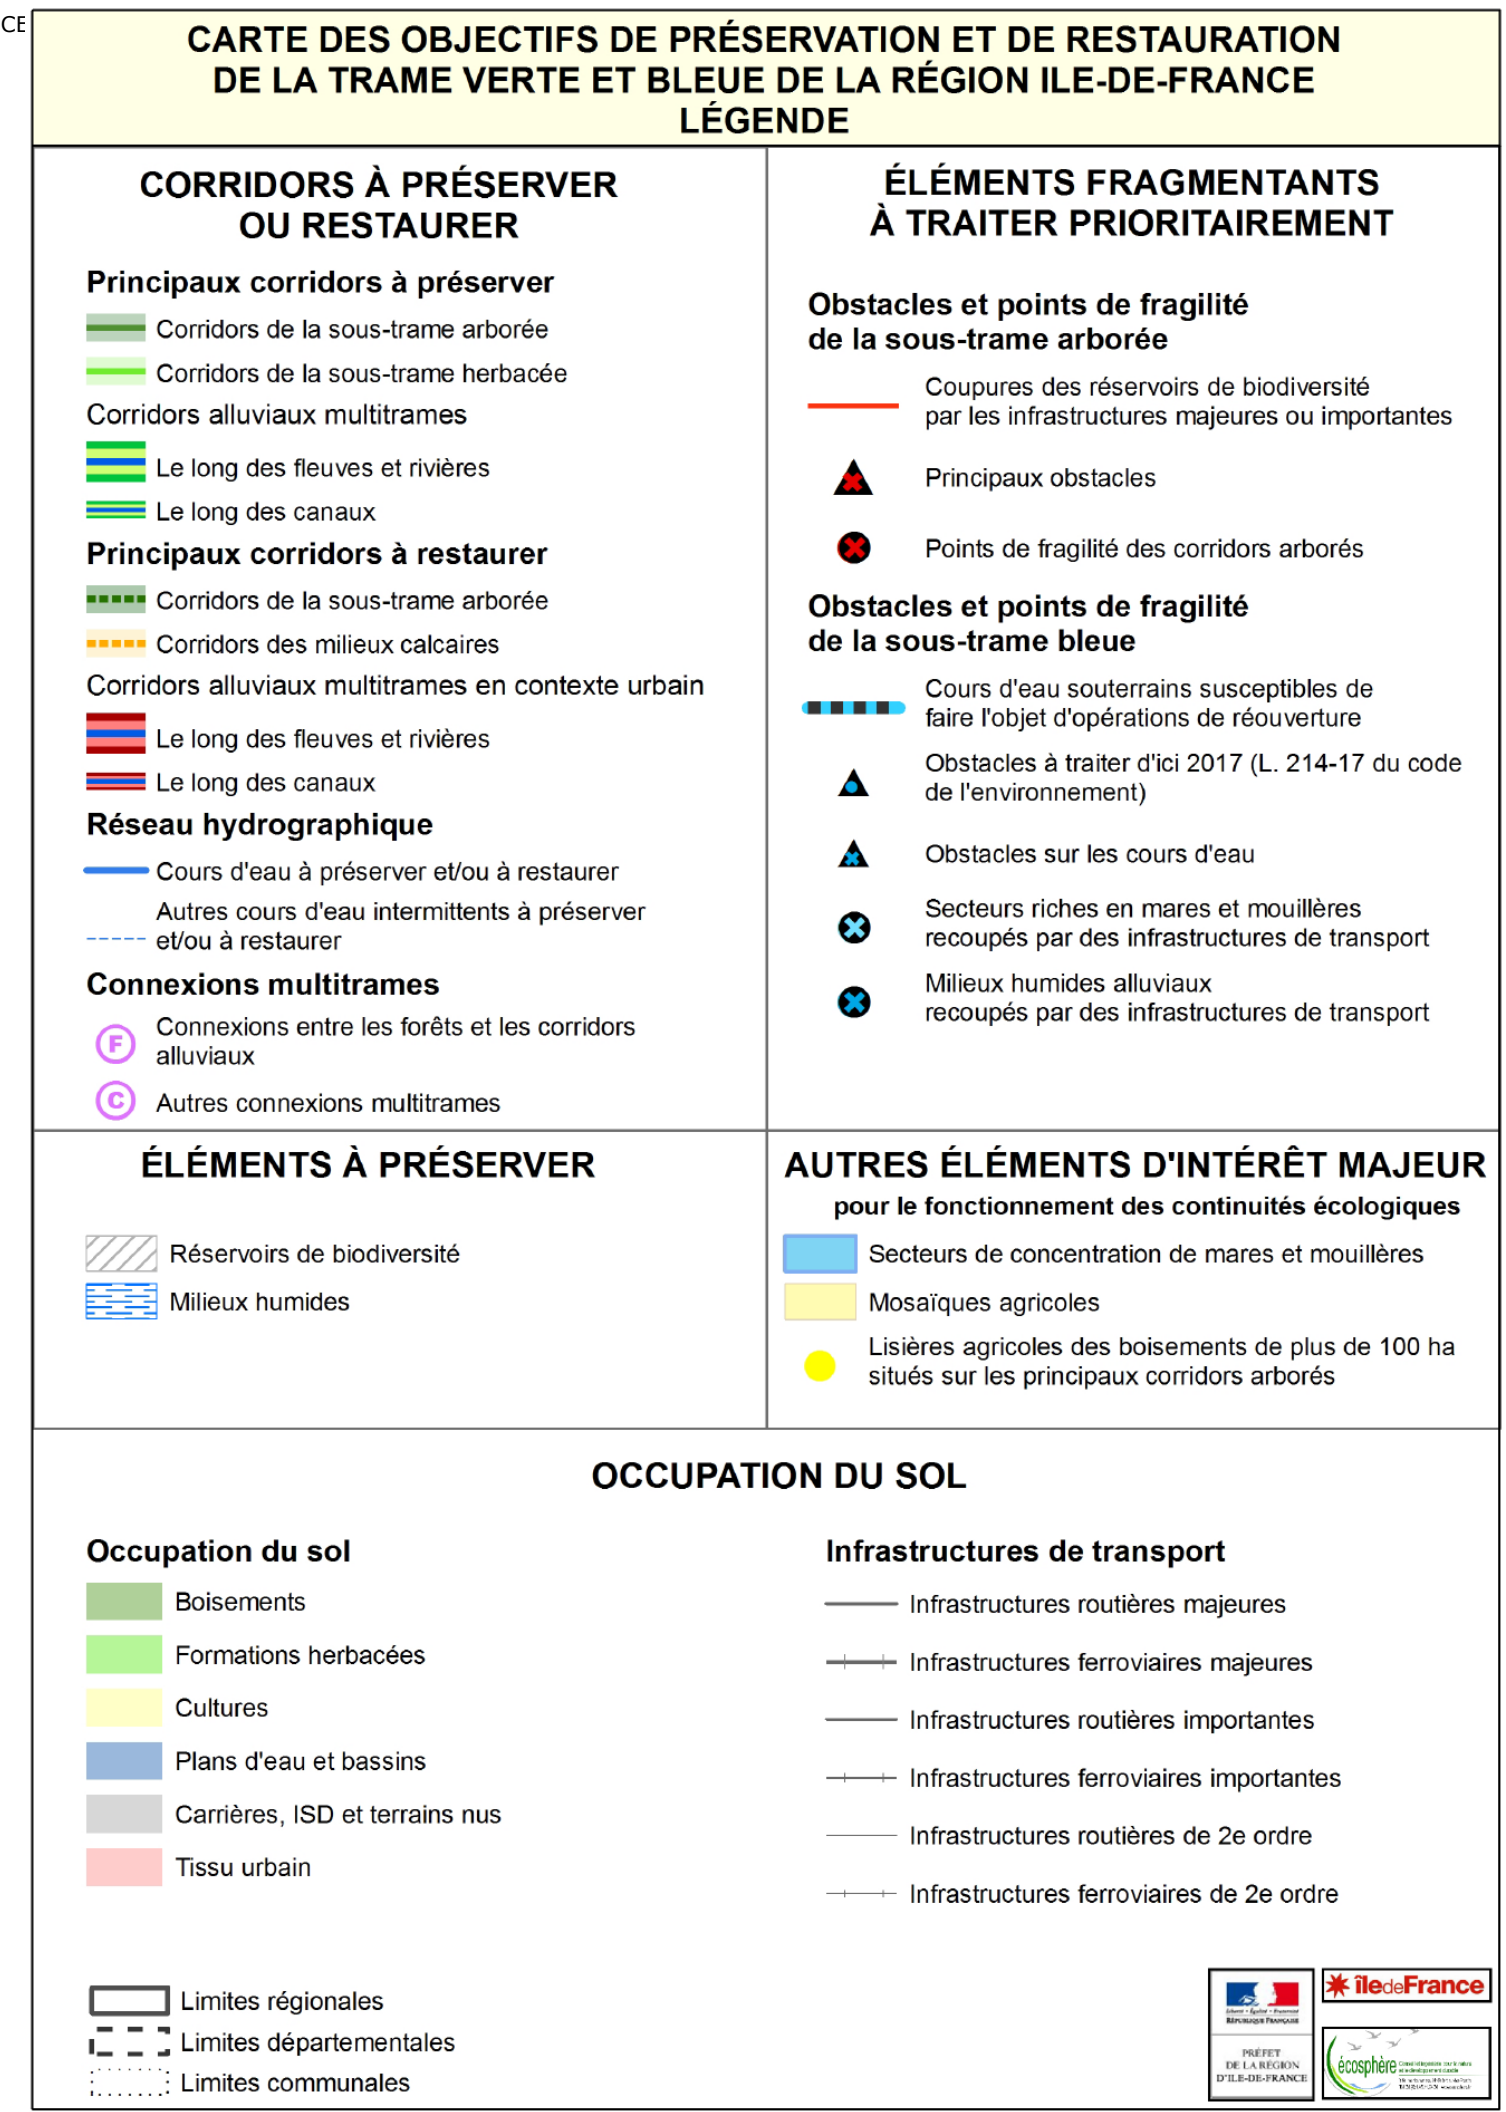 CE
CARTE DES OBJECTIFS DE PRÉSERVATION ET DE RESTAURATION
DE LA TRAME VERTE ET BLEUE DE LA RÉGION ILE-DE-FRANCE
LÉGENDE
CORRIDORS À PRÉSERVER
OU RESTAURER
Principaux corridors à préserver
Corridors de la sous-trame arborée
Corridors de la sous-trame herbacée
Corridors alluviaux multitrames
Le long des fleuves et rivières
Le long des canaux
Principaux corridors à restaurer
Corridors de la sous-trame arborée
Corridors des milieux calcaires
Corridors alluviaux multitrames en contexte urbain
Le long des fleuves et rivières
Le long des canaux
Réseau hydrographique
Cours d'eau à préserver et/ou à restaurer
Autres cours d'eau intermittents à préserver
et/ou à restaurer
Connexions multitrames
F
Connexions entre les forêts et les corridors
alluviaux
C
Autres connexions multitrames
ÉLÉMENTS FRAGMENTANTS
À TRAITER PRIORITAIREMENT
Obstacles et points de fragilité
de la sous-trame arborée
Coupures des réservoirs de biodiversité
par les infrastructures majeures ou importantes
Principaux obstacles
Points de fragilité des corridors arborés
Obstacles et points de fragilité
de la sous-trame bleue
Cours d'eau souterrains susceptibles de
faire l'objet d'opérations de réouverture
Obstacles à traiter d'ici 2017 (L. 214-17 du code
de l'environnement)
Obstacles sur les cours d'eau
Secteurs riches en mares et mouillères
recoupés par des infrastructures de transport
Milieux humides alluviaux
recoupés par des infrastructures de transport
ÉLÉMENTS À PRÉSERVER
Réservoirs de biodiversité
Milieux humides
AUTRES ÉLÉMENTS D'INTÉRÊT MAJEUR
pour le fonctionnement des continuités écologiques
Secteurs de concentration de mares et mouillères
Mosaïques agricoles
Lisières agricoles des boisements de plus de 100 ha
situés sur les principaux corridors arborés
OCCUPATION DU SOL
Occupation du sol
Boisements
Formations herbacées
Cultures
Plans d'eau et bassins
Carrières, ISD et terrains nus
Tissu urbain
Infrastructures de transport
Infrastructures routières majeures
Infrastructures ferroviaires majeures
Infrastructures routières importantes
Infrastructures ferroviaires importantes
Infrastructures routières de 2e ordre
Infrastructures ferroviaires de 2e ordre
Limites régionales
Limites départementales
Limites communales
Liberté • Égalité • Fraternité
RÉPUBLIQUE FRANÇAISE
PRÉFET
DE LA RÉGION
D'ILE-DE-FRANCE
îledeFrance
écosphère